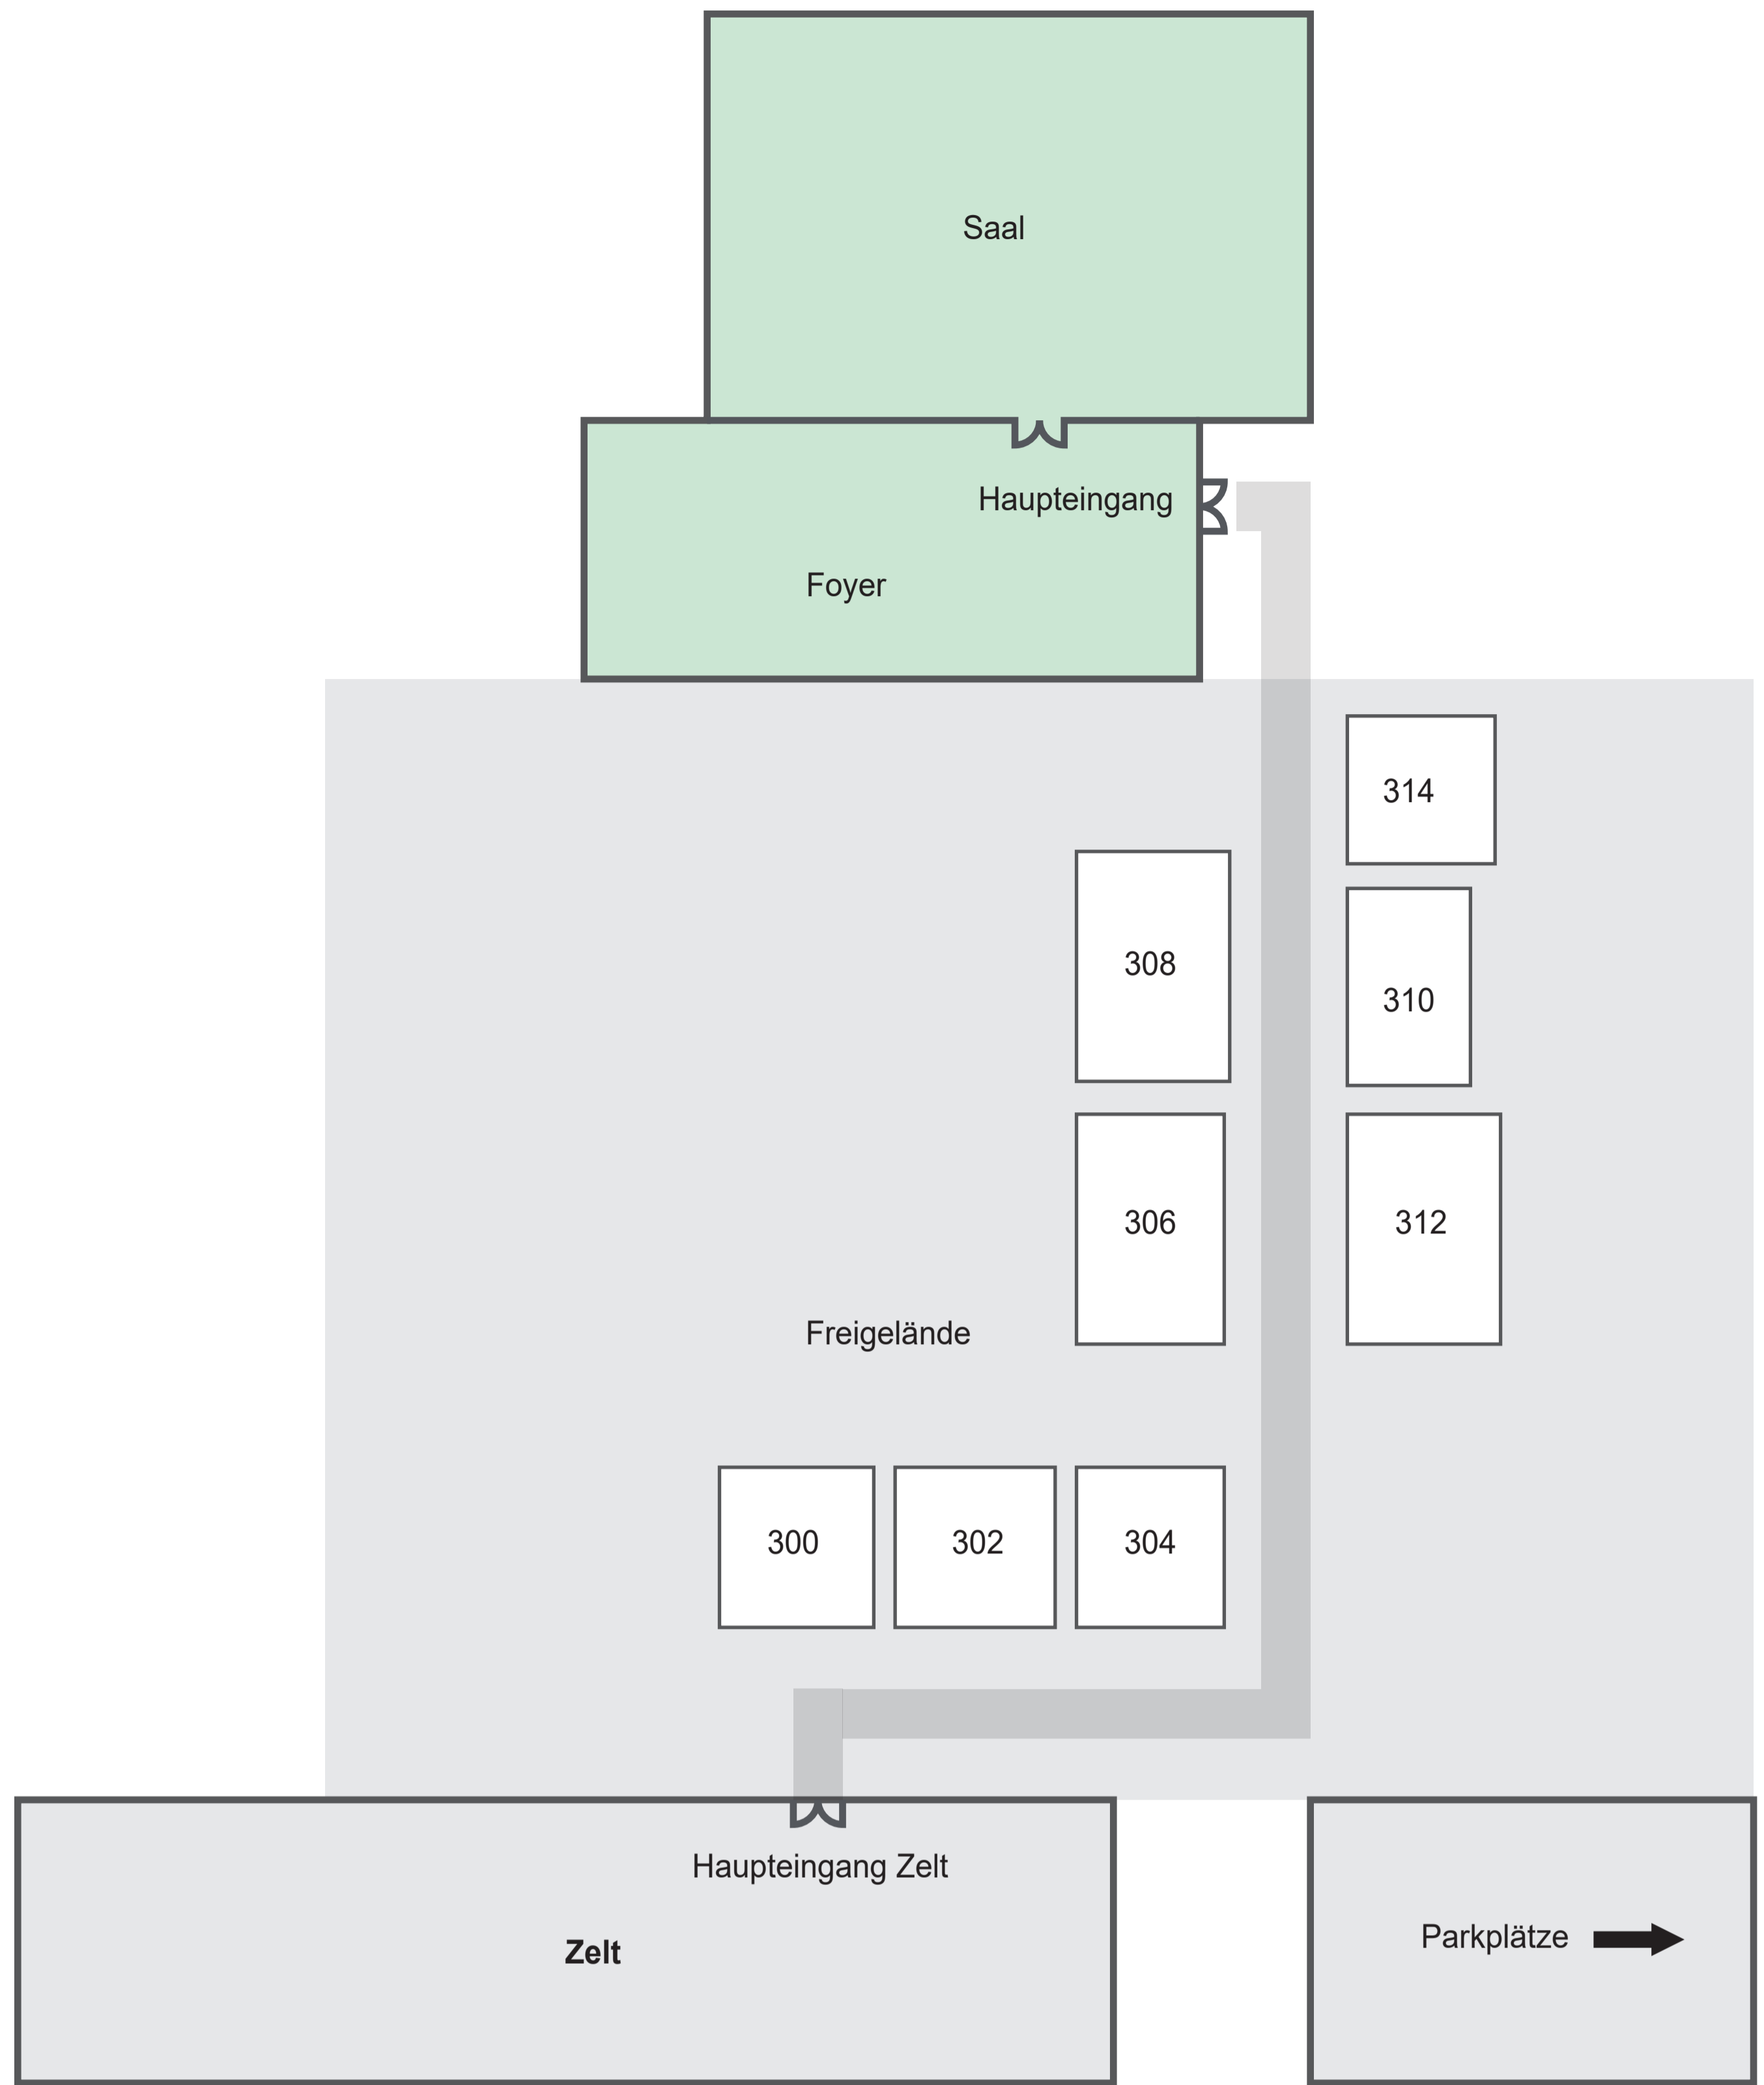 Saal
Haupteingang
Foyer
314
308
310
306
312
Freigelände
300
302
304
Haupteingang Zelt
Zelt
Parkplätze